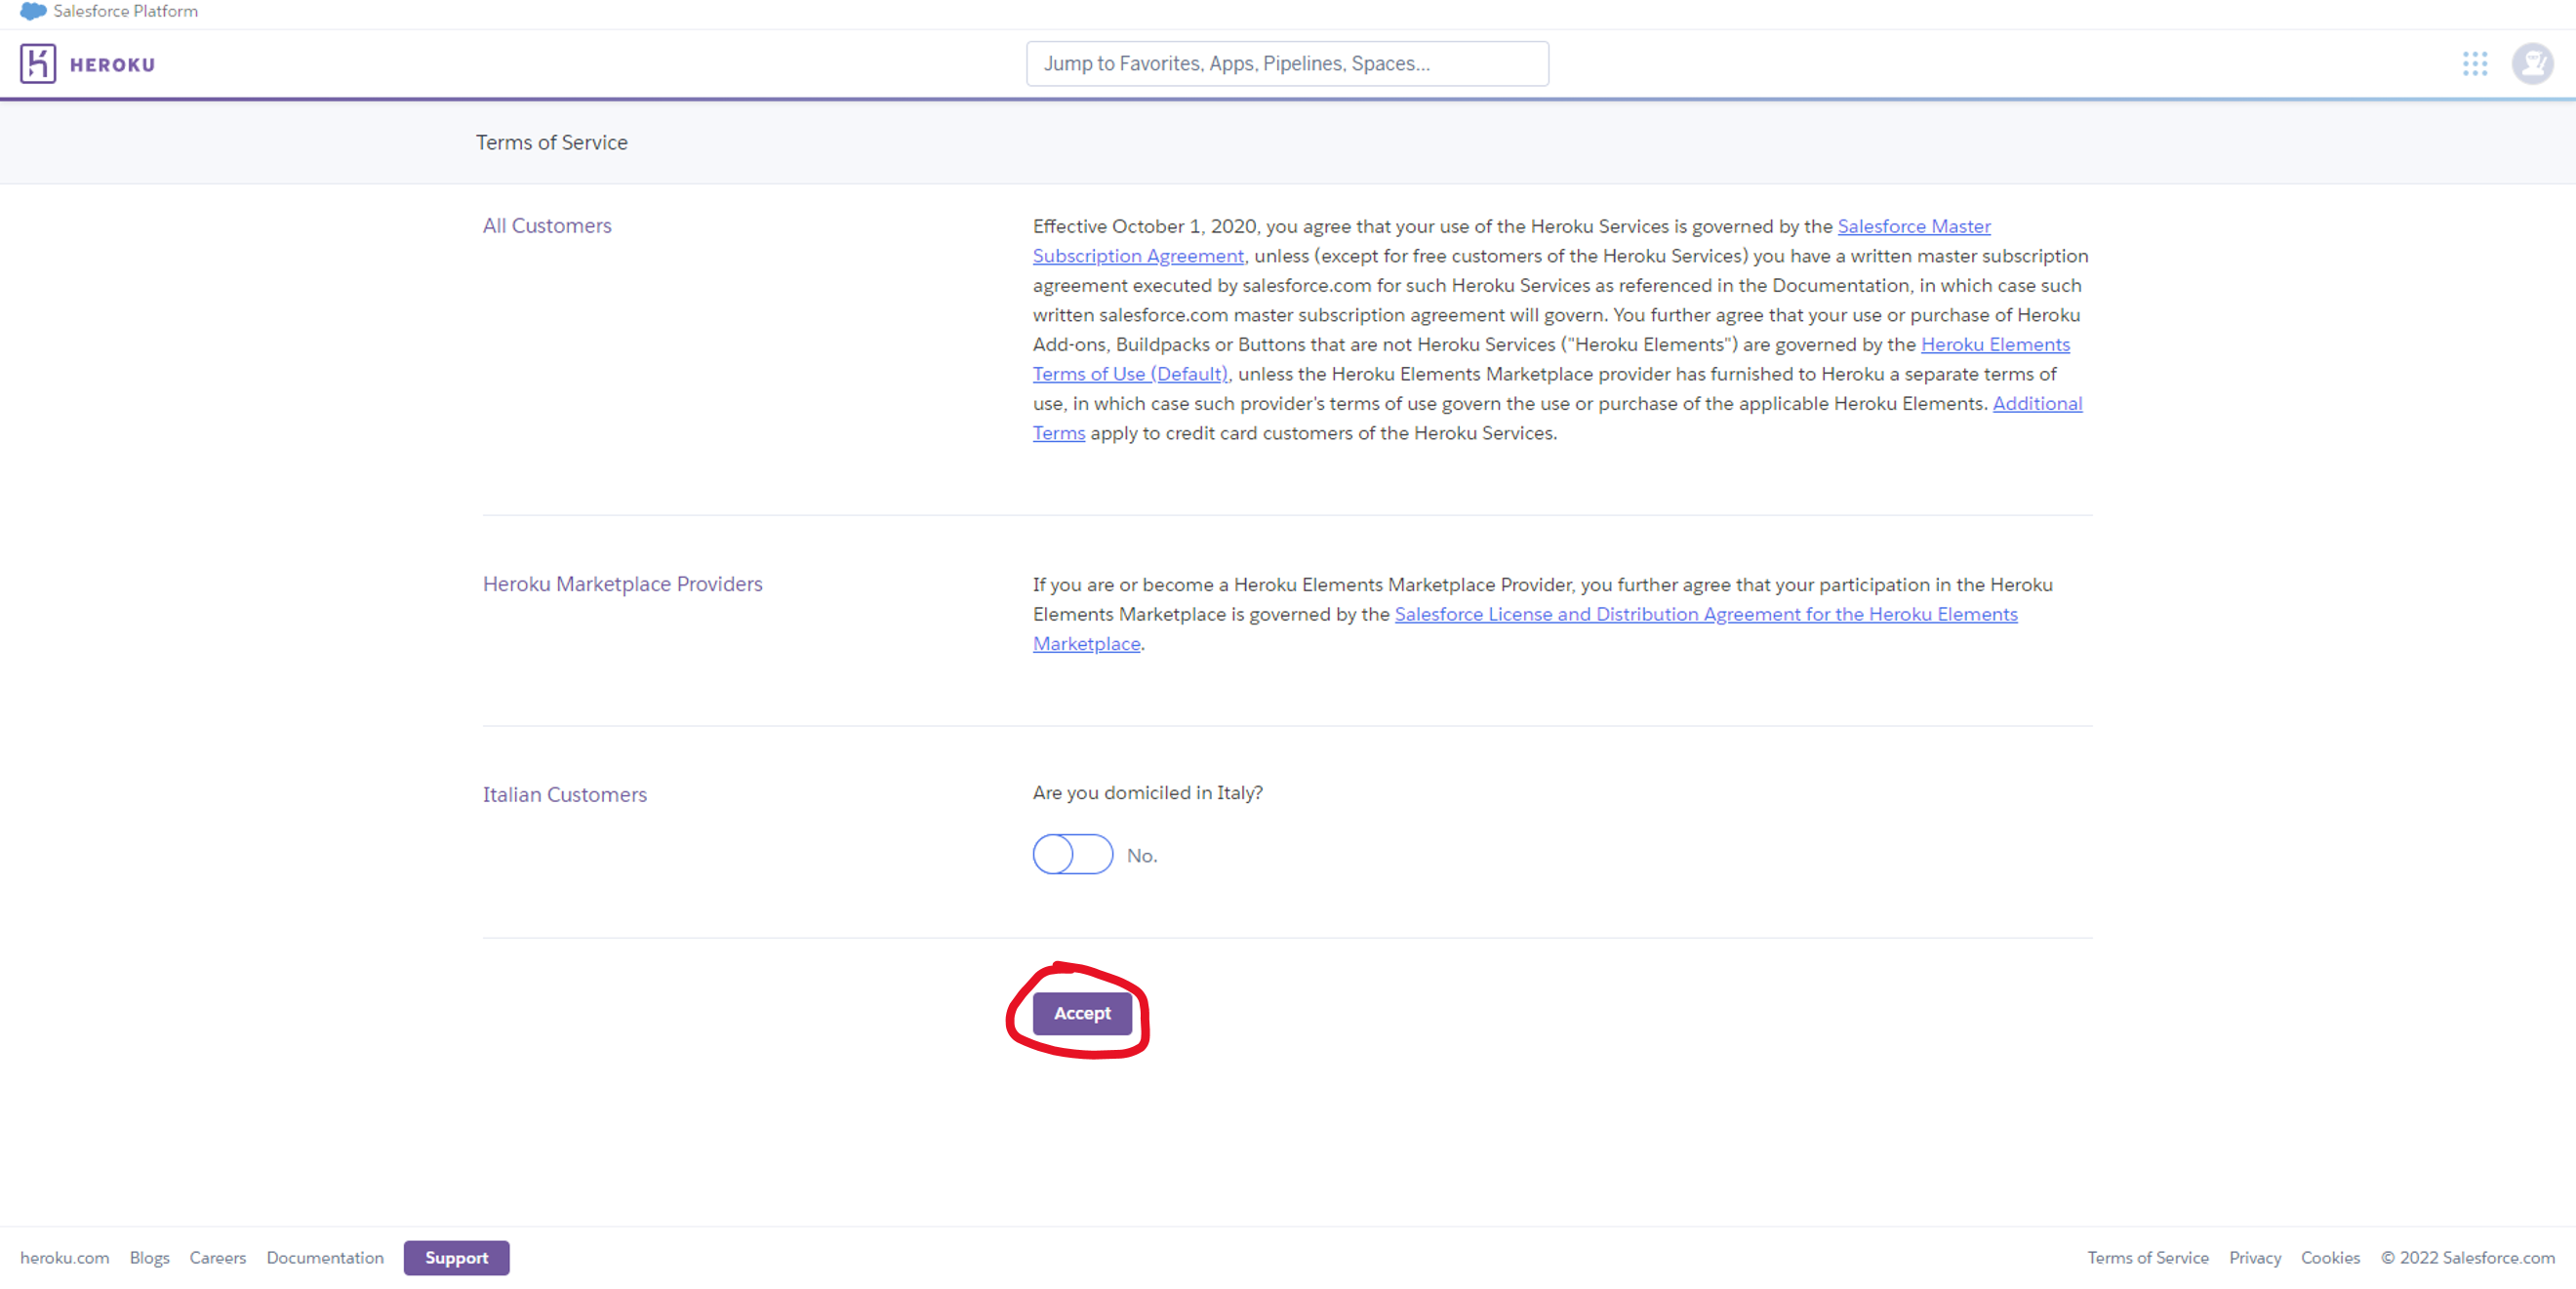 Salesforce Platform
HEROKU
Jump to Favorites, Apps, Pipelines, Spaces...
Terms of Service
All Customers
Effective October 1, 2020, you agree that your use of the Heroku Services is governed by the Salesforce Master
Subscription Agreement, unless (except for free customers of the Heroku Services) you have a written master subscription
agreement executed by salesforce.com for such Heroku Services as referenced in the Documentation, in which case such
written salesforce.com master subscription agreement will govern. You further agree that your use or purchase of Heroku
Add-ons, Buildpacks or Buttons that are not Heroku Services ("Heroku Elements") are governed by the Heroku Elements
Terms of Use (Default), unless the Heroku Elements Marketplace provider has furnished to Heroku a separate terms of
use, in which case such provider's terms of use govern the use or purchase of the applicable Heroku Elements. Additional
Terms apply to credit card customers of the Heroku Services.
Heroku Marketplace Providers
If you are or become a Heroku Elements Marketplace Provider, you further agree that your participation in the Heroku
Elements Marketplace is governed by the Salesforce License and Distribution Agreement for the Heroku Elements
Marketplace.
Italian Customers
Are you domiciled in Italy?
No.
Accept
heroku.com Blogs Careers Documentation Support Terms of Service Privacy Cookies © 2022 Salesforce.com